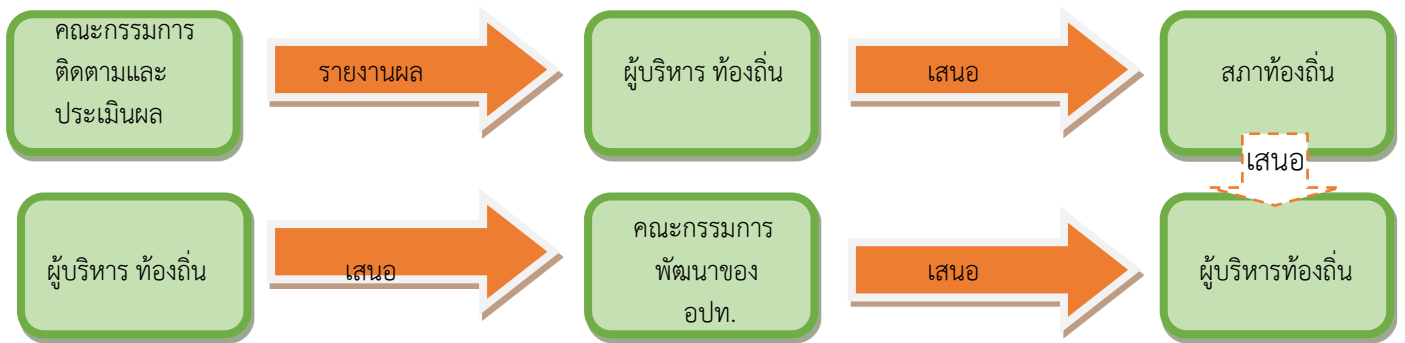 คณะกรรมการ
ติดตามและ
ประเมินผล
รายงานผล
ผู้บริหาร ท้องถิ่น
เสนอ
สภาท้องถิ่น
เสนอ
ผู้บริหาร ท้องถิ่น
เสนอ
คณะกรรมการ
พัฒนาของ
อปท.
เสนอ
ผู้บริหารท้องถิ่น